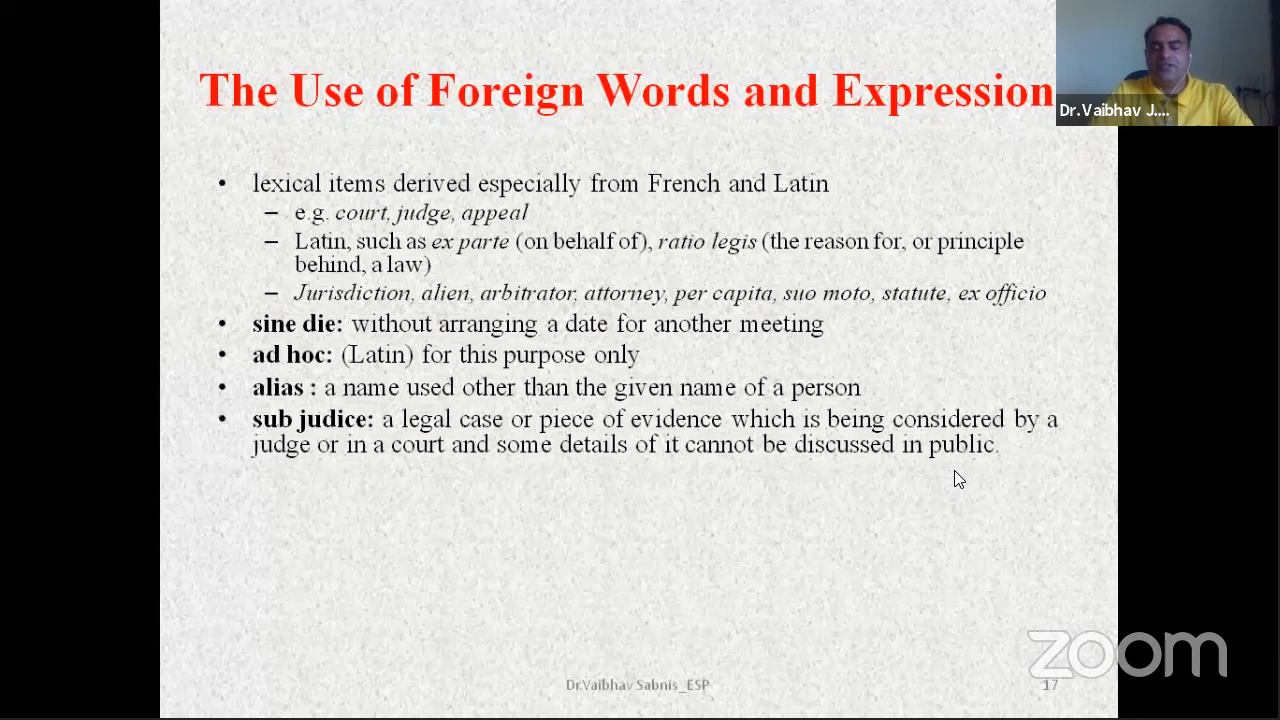 The Use of Foreign Words and Expression
Dr.Vaibhav J....
• lexical items derived especially from French and Latin
– e.g. court, judge, appeal
– Latin, such as ex parte (on behalf of), ratio legis (the reason for, or principle
behind, a law)
– Jurisdiction, alien, arbitrator, attorney, per capita, suo moto, statute, ex officio
• sine die: without arranging a date for another meeting
• ad hoc: (Latin) for this purpose only
• alias : a name used other than the given name of a person
• sub judice: a legal case or piece of evidence which is being considered by a
judge or in a court and some details of it cannot be discussed in public.
zoom
Dr.Vaibhav Sabnis_ESP
17